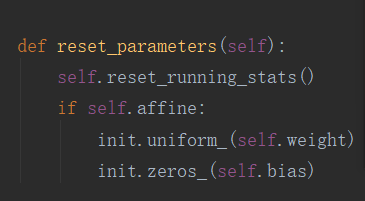 def reset_parameters(self):
    self.reset_running_stats()
    if self.affine:
        init.uniform_(self.weight)
        init.zeros_(self.bias)